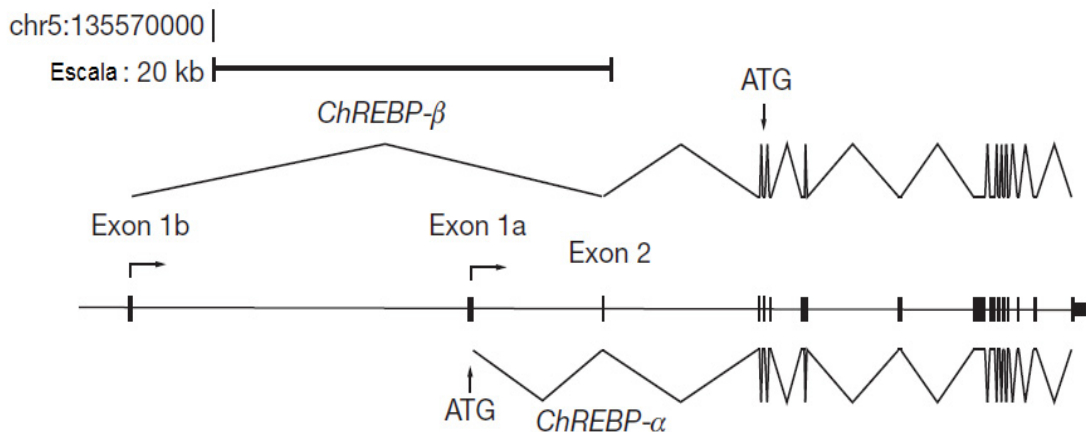 chr5:135570000
Escala : 20 kb
ATG
ChREBP-β
Exon 1b
Exon 1a
Exon 2
ATG
ChREBP-α